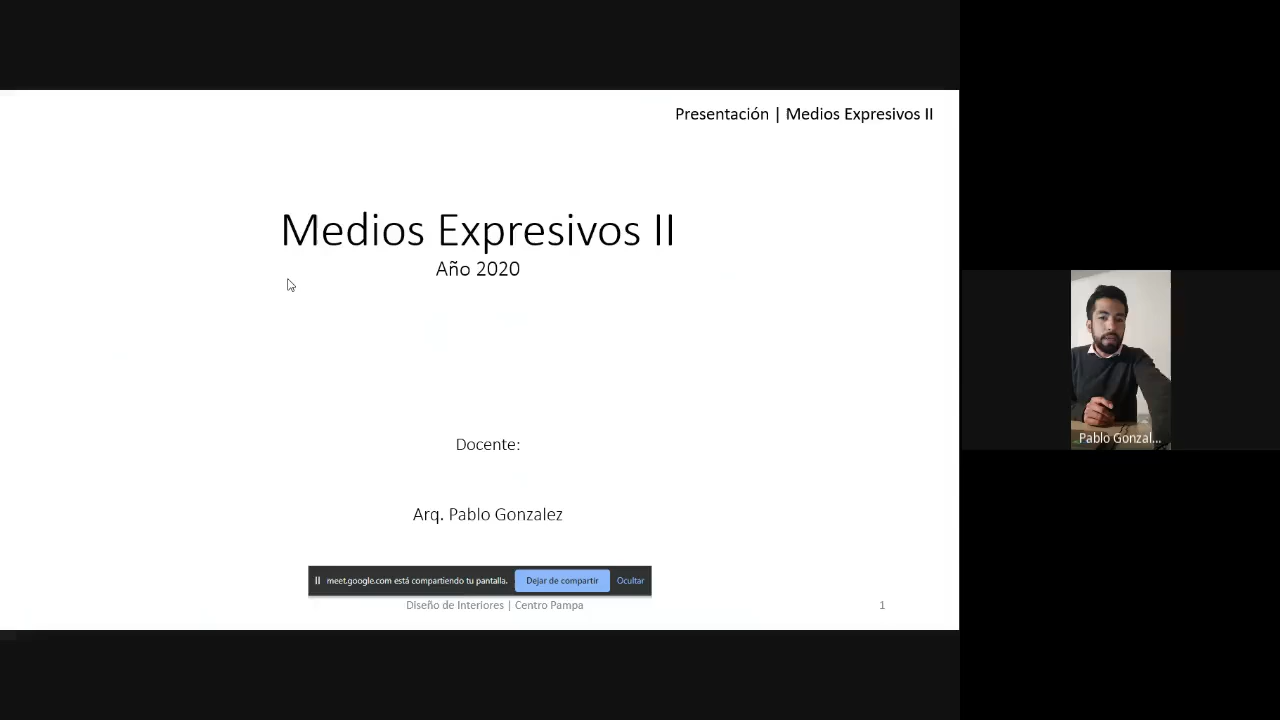 Presentación | Medios Expresivos II
Medios Expresivos II
Año 2020
Docente:
Arq. Pablo Gonzalez
meet.google.com está compartiendo tu pantalla. Dejar de compartir Ocultar
Diseño de Interiores | Centro Pampa 1
Pablo Gonzal...